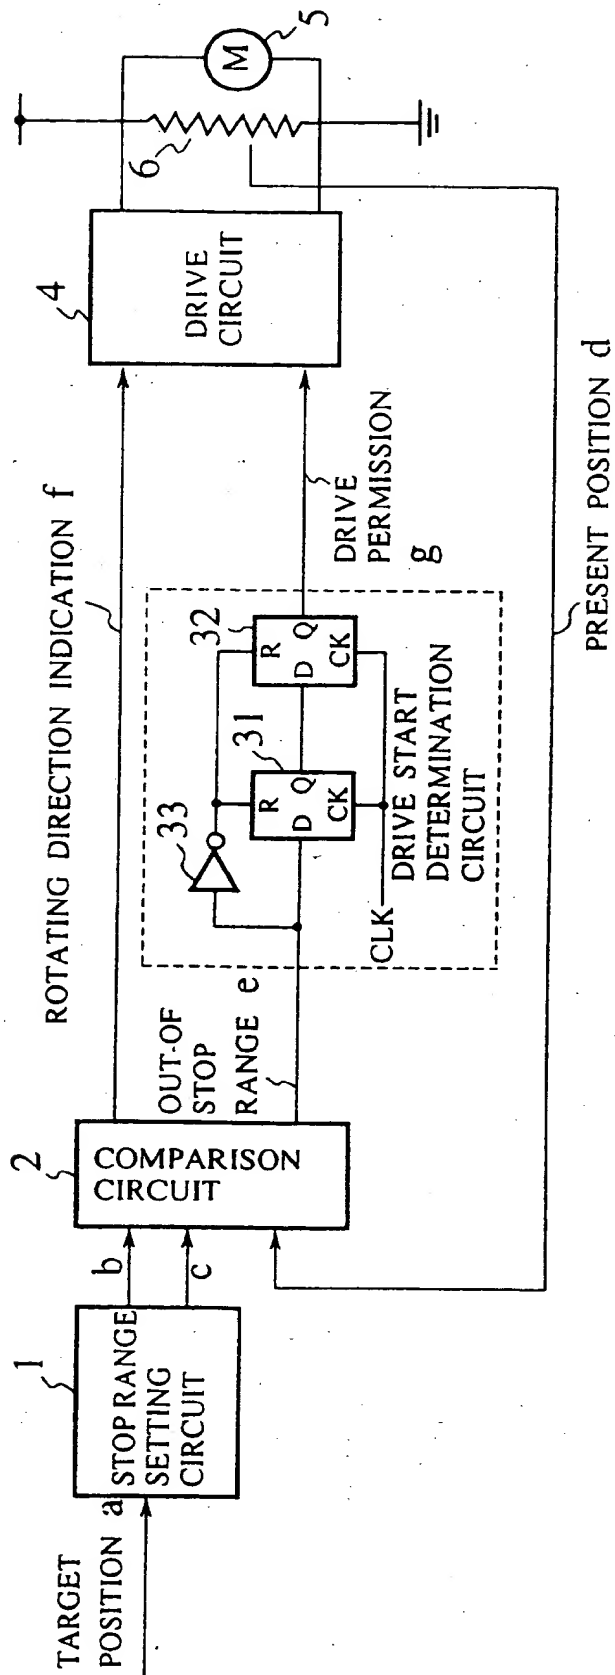 TARGET
POSITION a
1
STOP RANGE
SETTING
CIRCUIT
b
c
2
COMPARISON
CIRCUIT
ROTATING DIRECTION INDICATION f
OUT-OF
STOP
RANGE e
33
31
R
D Q
CK
32
R
D Q
CK
CLK
DRIVE START
DETERMINATION
CIRCUIT
DRIVE
PERMISSION
g
4
DRIVE
CIRCUIT
6
M
5
PRESENT POSITION d